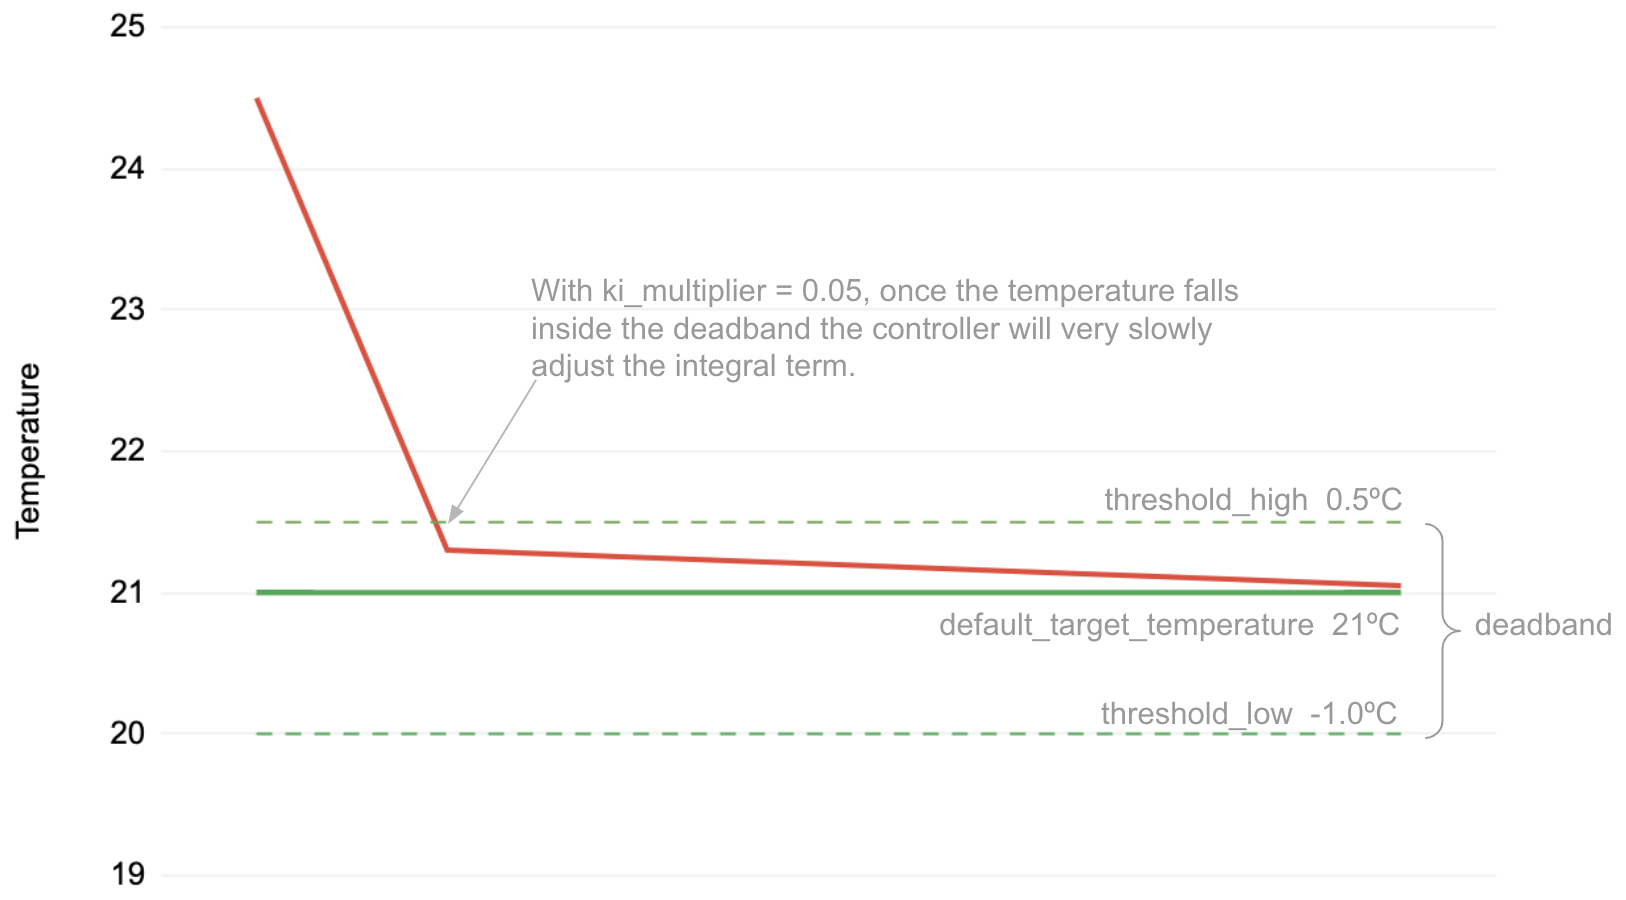 25
24
23
22
21
20
19
Temperature
With ki_multiplier = 0.05, once the temperature falls
inside the deadband the controller will very slowly
adjust the integral term.
threshold_high 0.5ºC
default_target_temperature 21ºC
deadband
threshold_low -1.0ºC